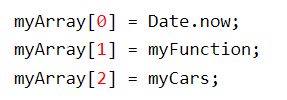 myArray[0] = Date.now;
myArray[1] = myFunction;
myArray[2] = myCars;